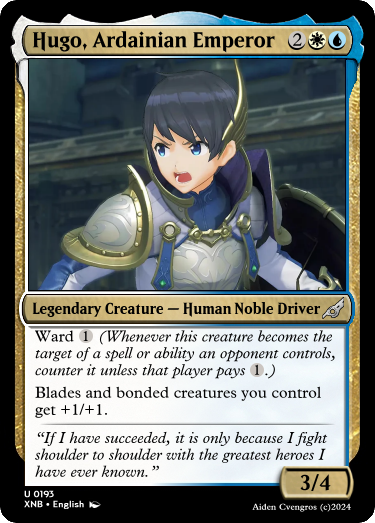 Hugo, Ardainian Emperor 2
Legendary Creature — Human Noble Driver
Ward 1 (Whenever this creature becomes the
target of a spell or ability an opponent controls,
counter it unless that player pays 1.)
Blades and bonded creatures you control
get +1/+1.
“If I have succeeded, it is only because I fight
shoulder to shoulder with the greatest heroes I
have ever known.”
3/4
U 0193
XNB • English
Aiden Cvengros (c)2024